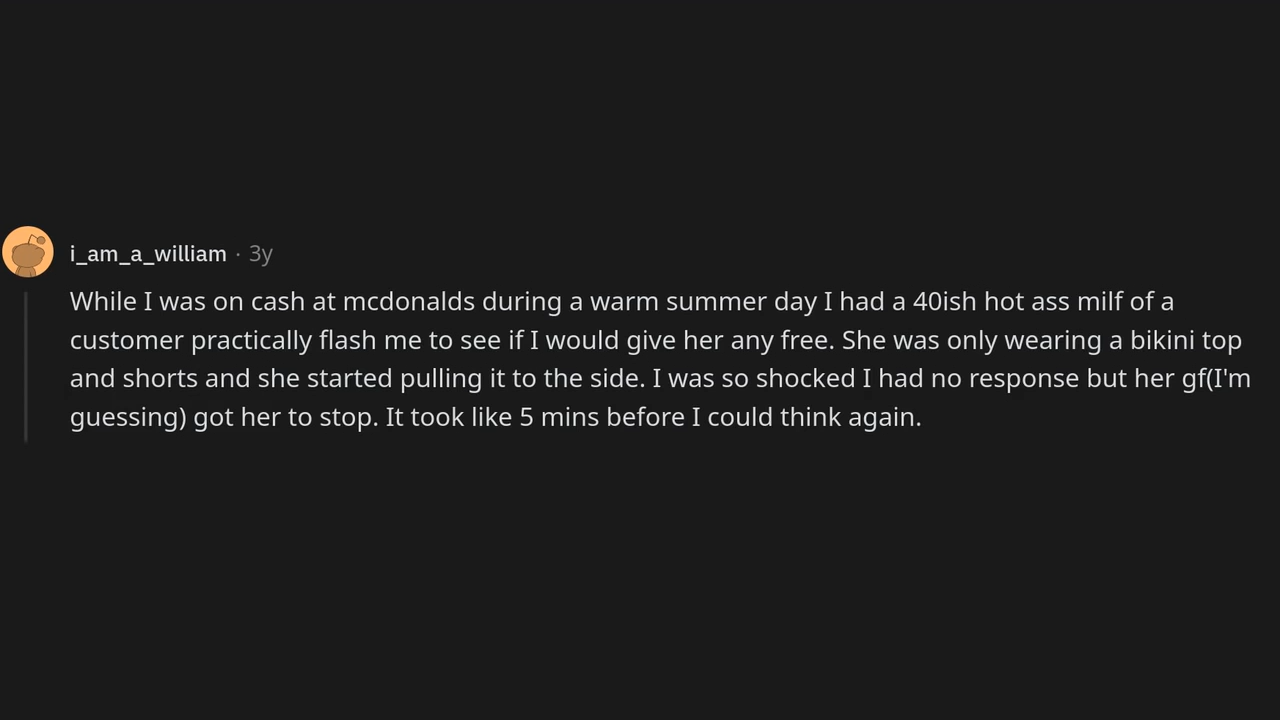 i_am_a_william · 3y
While I was on cash at mcdonalds during a warm summer day I had a 40ish hot ass milf of a
customer practically flash me to see if I would give her any free. She was only wearing a bikini top
and shorts and she started pulling it to the side. I was so shocked I had no response but her gf(I'm
guessing) got her to stop. It took like 5 mins before I could think again.